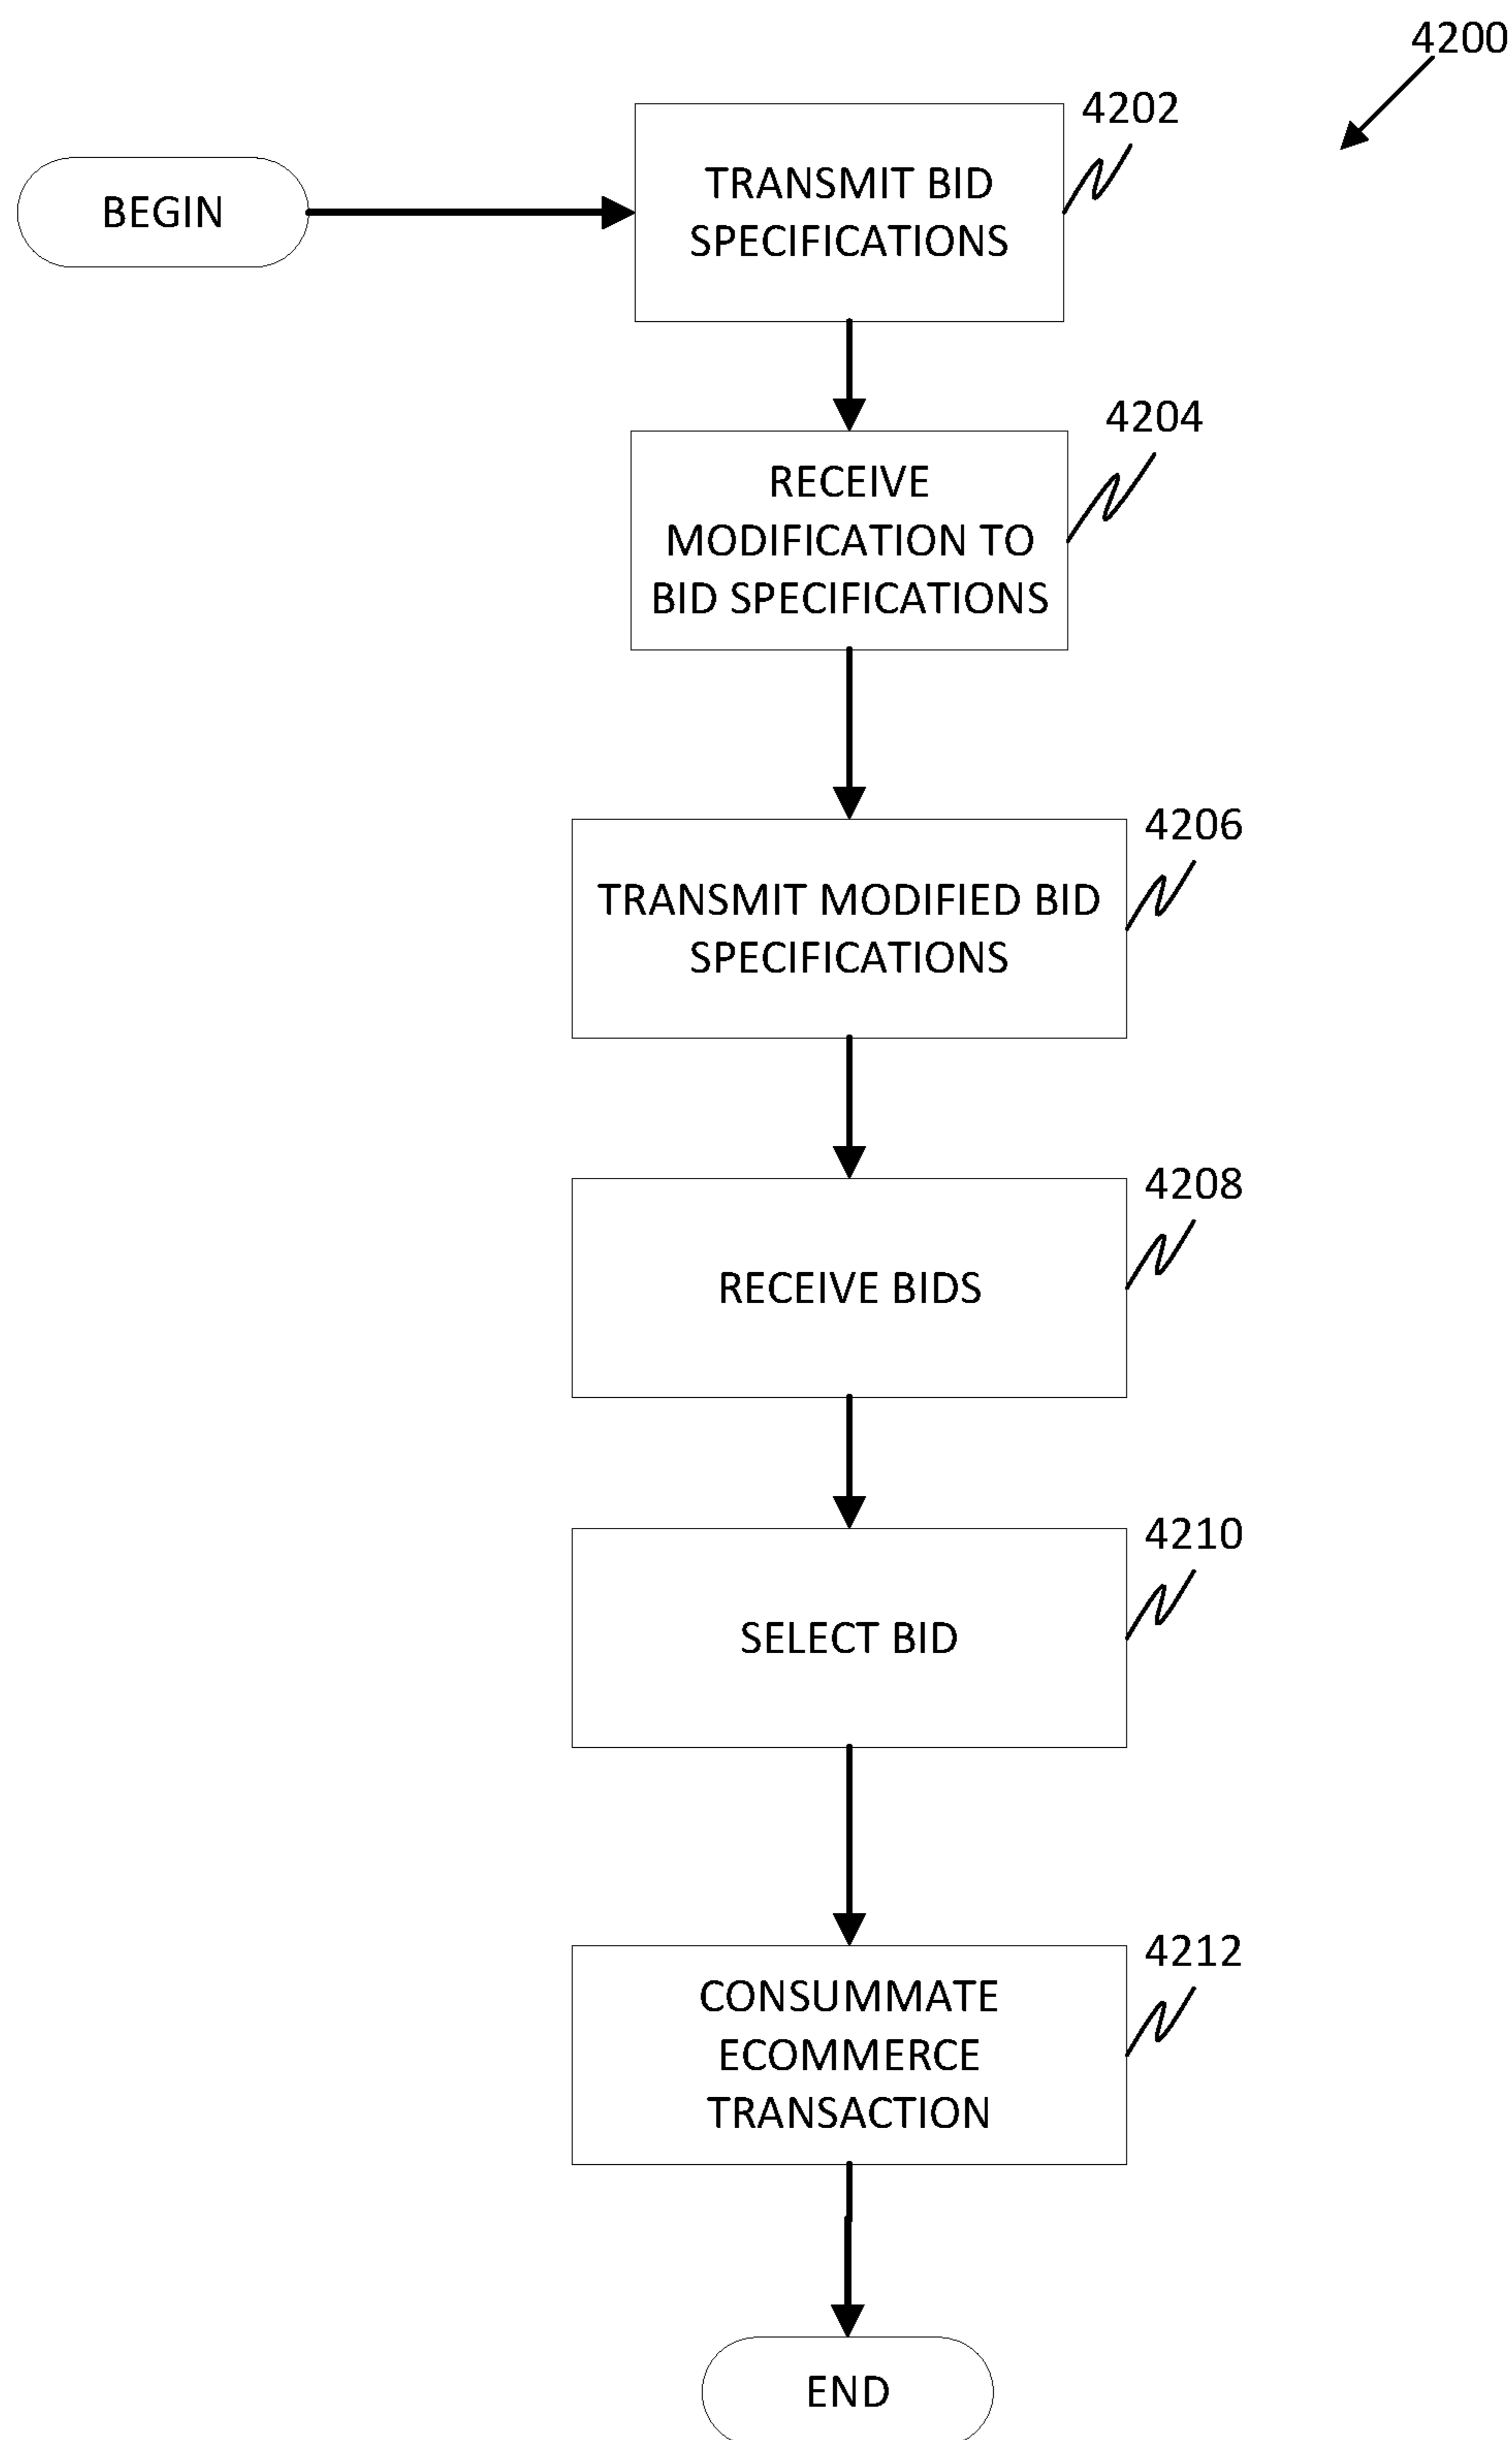 4200
4202
BEGIN
TRANSMIT BID
SPECIFICATIONS
4204
RECEIVE
MODIFICATION TO
BID SPECIFICATIONS
4206
TRANSMIT MODIFIED BID
SPECIFICATIONS
4208
RECEIVE BIDS
4210
SELECT BID
4212
CONSUMMATE
ECOMMERCE
TRANSACTION
END